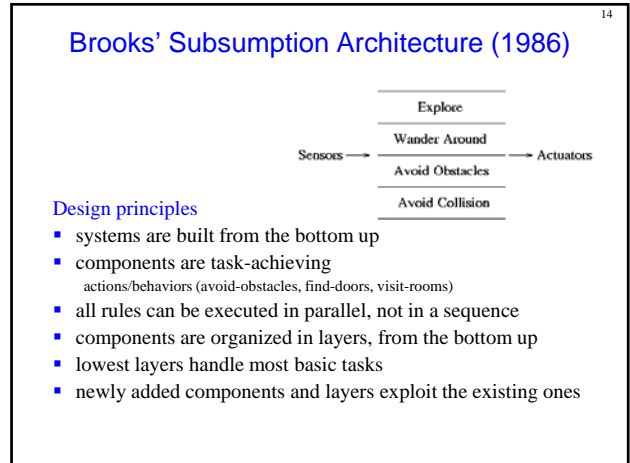 14
Brooks’ Subsumption Architecture (1986)
Explore
Wander Around
Sensors
Actuators
Avoid Obstacles
Avoid Collision
Design principles
▪ systems are built from the bottom up
▪ components are task-achieving
actions/behaviors (avoid-obstacles, find-doors, visit-rooms)
▪ all rules can be executed in parallel, not in a sequence
▪ components are organized in layers, from the bottom up
▪ lowest layers handle most basic tasks
▪ newly added components and layers exploit the existing ones